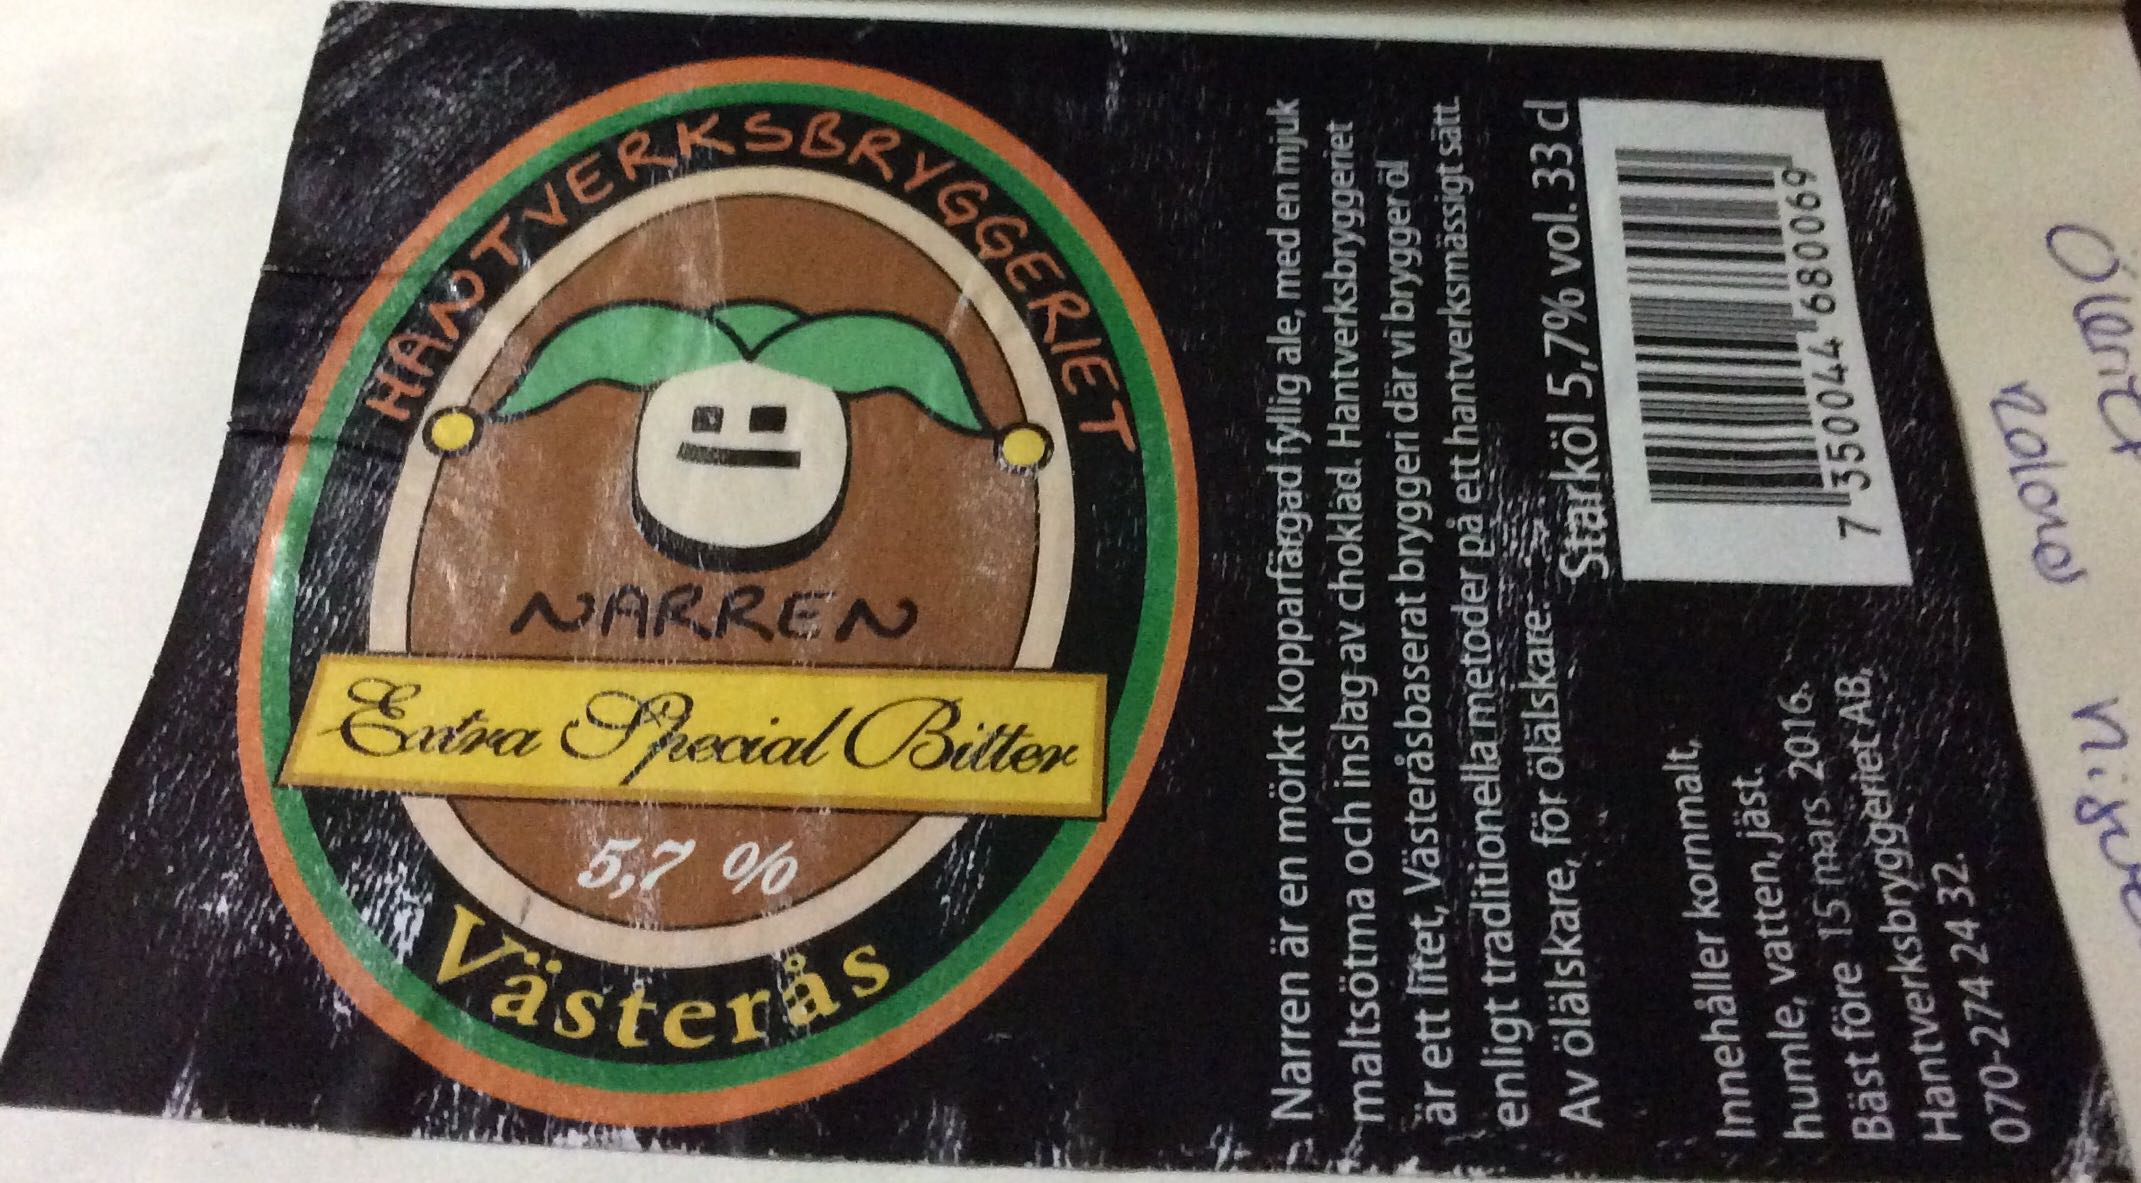 HANTVERKSBRYGGERIET
NARREN
Extra Special Bitter
5,7 %
Västerås
Narren är en mörkt kopparfärgad fyllig ale, med en mjuk
maltsötma och inslag av choklad. Hantverksbryggeriet
är ett litet, Västeråsbaserat bryggeri där vi brygger öl
enligt traditionella metoder på ett hantverksmässigt sätt.
Av ölälskare, för ölälskare.
Starköl 5,7% vol. 33 cl
Innehåller kornmalt,
humle, vatten, jäst.
Bäst före 15 mars 2016.
Hantverksbryggeriet AB,
070-274 24 32.
7 350044 680069